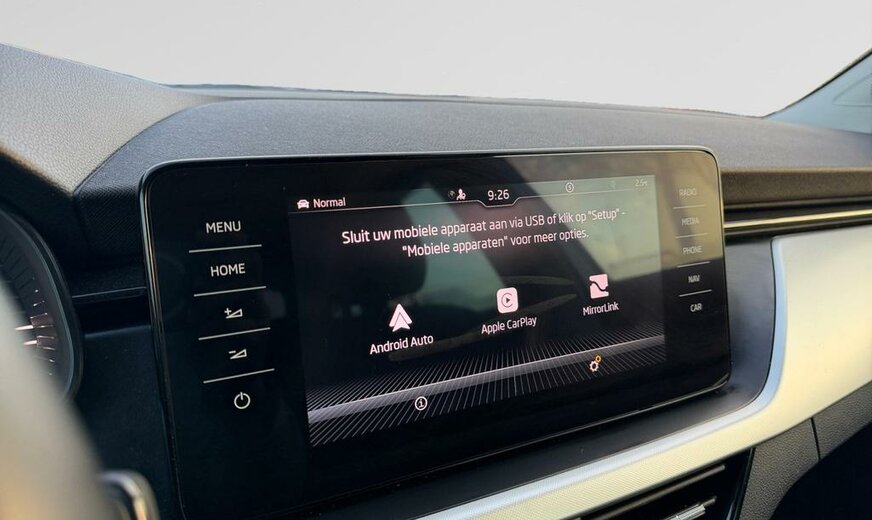 Normal
9:26
MENU
HOME
Sluit uw mobiele apparaat aan via USB of klik op "Setup" -
"Mobiele apparaten" voor meer opties.
Android Auto
Apple CarPlay
MirrorLink
RADIO
MEDIA
PHONE
NAV
CAR